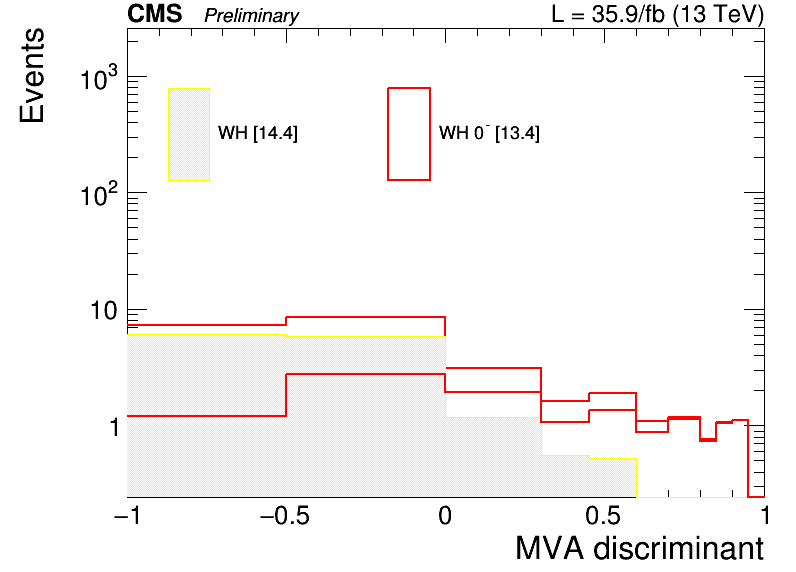 CMS Preliminary L = 35.9/fb (13 TeV)
Events
10³
10²
10
1
WH [14.4] WH 0⁻ [13.4]
−1 −0.5 0 0.5 1
MVA discriminant